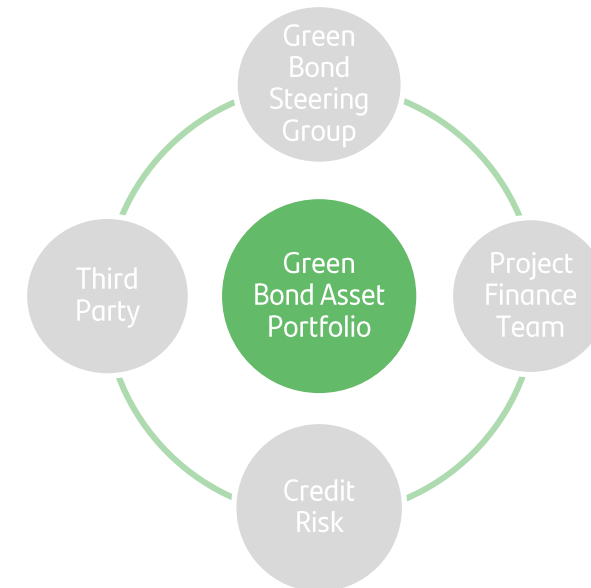 Green
Bond
Steering
Group
Third
Party
Green
Bond Asset
Portfolio
Project
Finance
Team
Credit
Risk